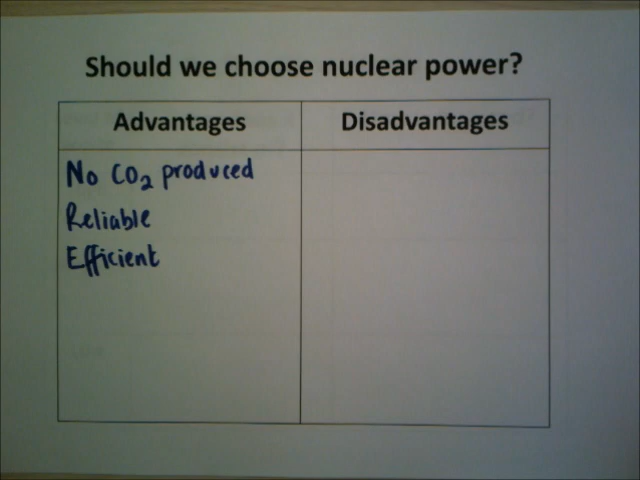 Should we choose nuclear power?
Advantages Disadvantages
No CO₂ produced
Reliable
Efficient